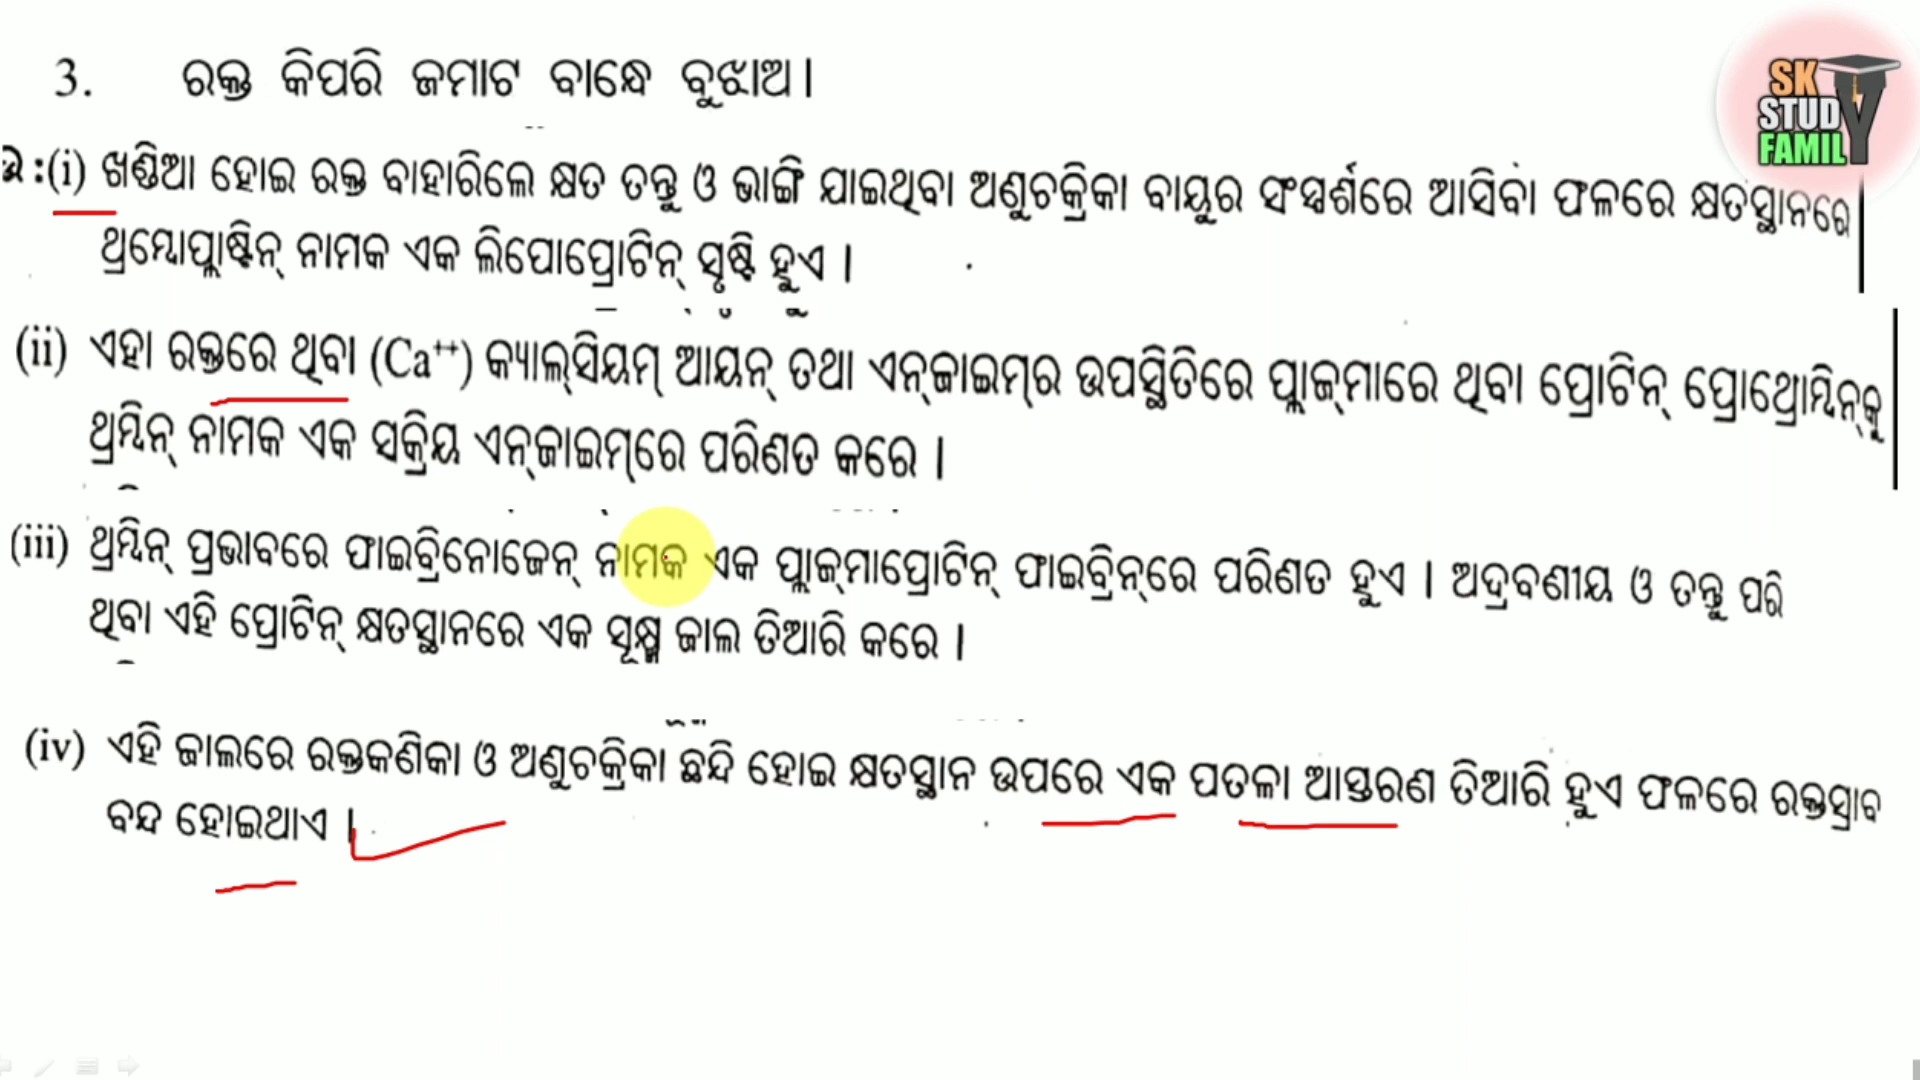 3. ରକ୍ତ କିପରି ଜମାଟ ବାନ୍ଧେ ବୁଝାଅ।
ଉ:(i) ଖଣ୍ଡିଆ ହୋଇ ରକ୍ତ ବାହାରିଲେ କ୍ଷତ ତନ୍ତୁ ଓ ଭାଙ୍ଗି ଯାଇଥିବା ଅଣୁଚକ୍ରିକା ବାୟୁର ସଂସ୍ପର୍ଶରେ ଆସିବା ଫଳରେ କ୍ଷତସ୍ଥାନରେ
ଥ୍ରମ୍ବୋପ୍ଲାଷ୍ଟିନ୍ ନାମକ ଏକ ଲିପୋପ୍ରୋଟିନ୍ ସୃଷ୍ଟି ହୁଏ ।
(ii) ଏହା ରକ୍ତରେ ଥିବା (Ca⁺⁺) କ୍ୟାଲ୍‌ସିୟମ୍ ଆୟନ୍ ତଥା ଏନ୍‌ଜାଇମ୍‌ର ଉପସ୍ଥିତିରେ ପ୍ଲାଜ୍‌ମାରେ ଥିବା ପ୍ରୋଟିନ୍ ପ୍ରୋଥ୍ରୋମ୍ବିନ୍‌କୁ
ଥ୍ରମ୍ବିନ୍ ନାମକ ଏକ ସକ୍ରିୟ ଏନ୍‌ଜାଇମ୍‌ରେ ପରିଣତ କରେ ।
(iii) ଥ୍ରମ୍ବିନ୍ ପ୍ରଭାବରେ ଫାଇବ୍ରିନୋଜେନ୍ ନାମକ ଏକ ପ୍ଲାଜ୍‌ମାପ୍ରୋଟିନ୍ ଫାଇବ୍ରିନ୍‌ରେ ପରିଣତ ହୁଏ । ଅଦ୍ରବଣୀୟ ଓ ତନ୍ତୁ ପରି
ଥିବା ଏହି ପ୍ରୋଟିନ୍ କ୍ଷତସ୍ଥାନରେ ଏକ ସୂକ୍ଷ୍ମ ଜାଲ ତିଆରି କରେ ।
(iv) ଏହି ଜାଲରେ ରକ୍ତକଣିକା ଓ ଅଣୁଚକ୍ରିକା ଛନ୍ଦି ହୋଇ କ୍ଷତସ୍ଥାନ ଉପରେ ଏକ ପତଳା ଆସ୍ତରଣ ତିଆରି ହୁଏ ଫଳରେ ରକ୍ତସ୍ରାବ
ବନ୍ଦ ହୋଇଥାଏ ।
SK
STUDY
FAMILY